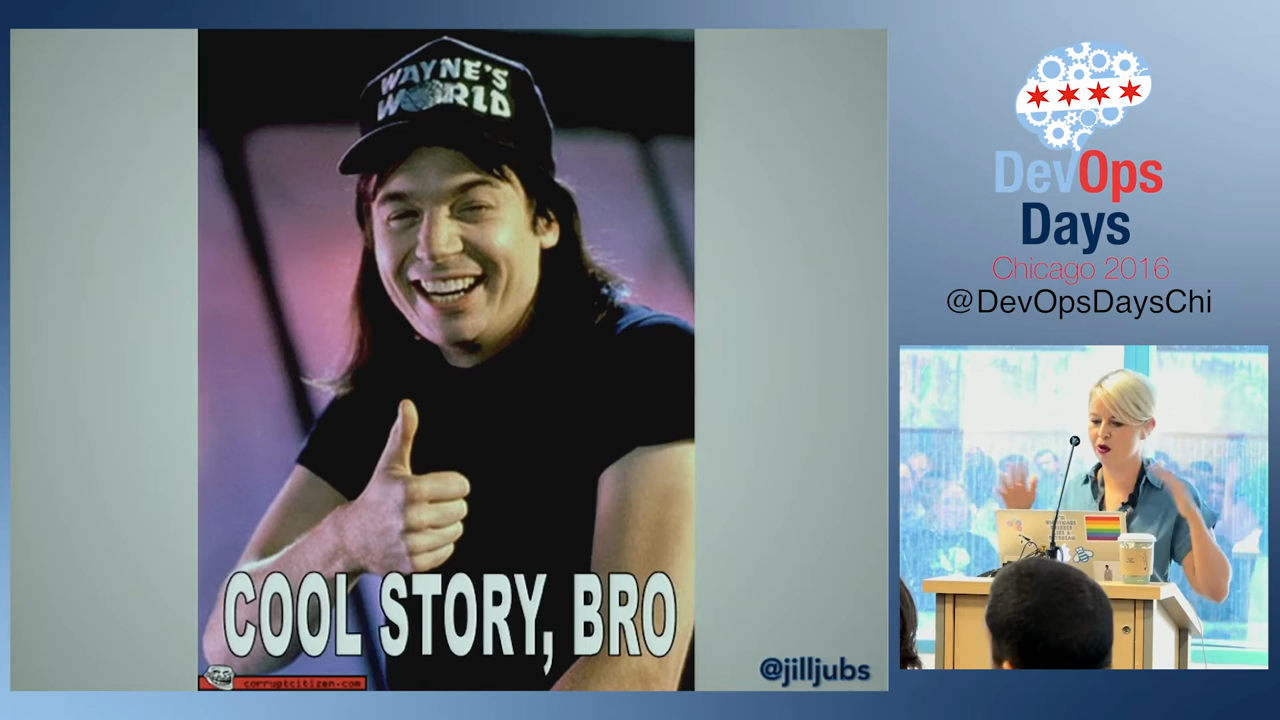 WAYNE'S
WORLD
COOL STORY, BRO
corruptcitizen.com
@jilljubs
DevOps
Days
Chicago 2016
@DevOpsDaysChi